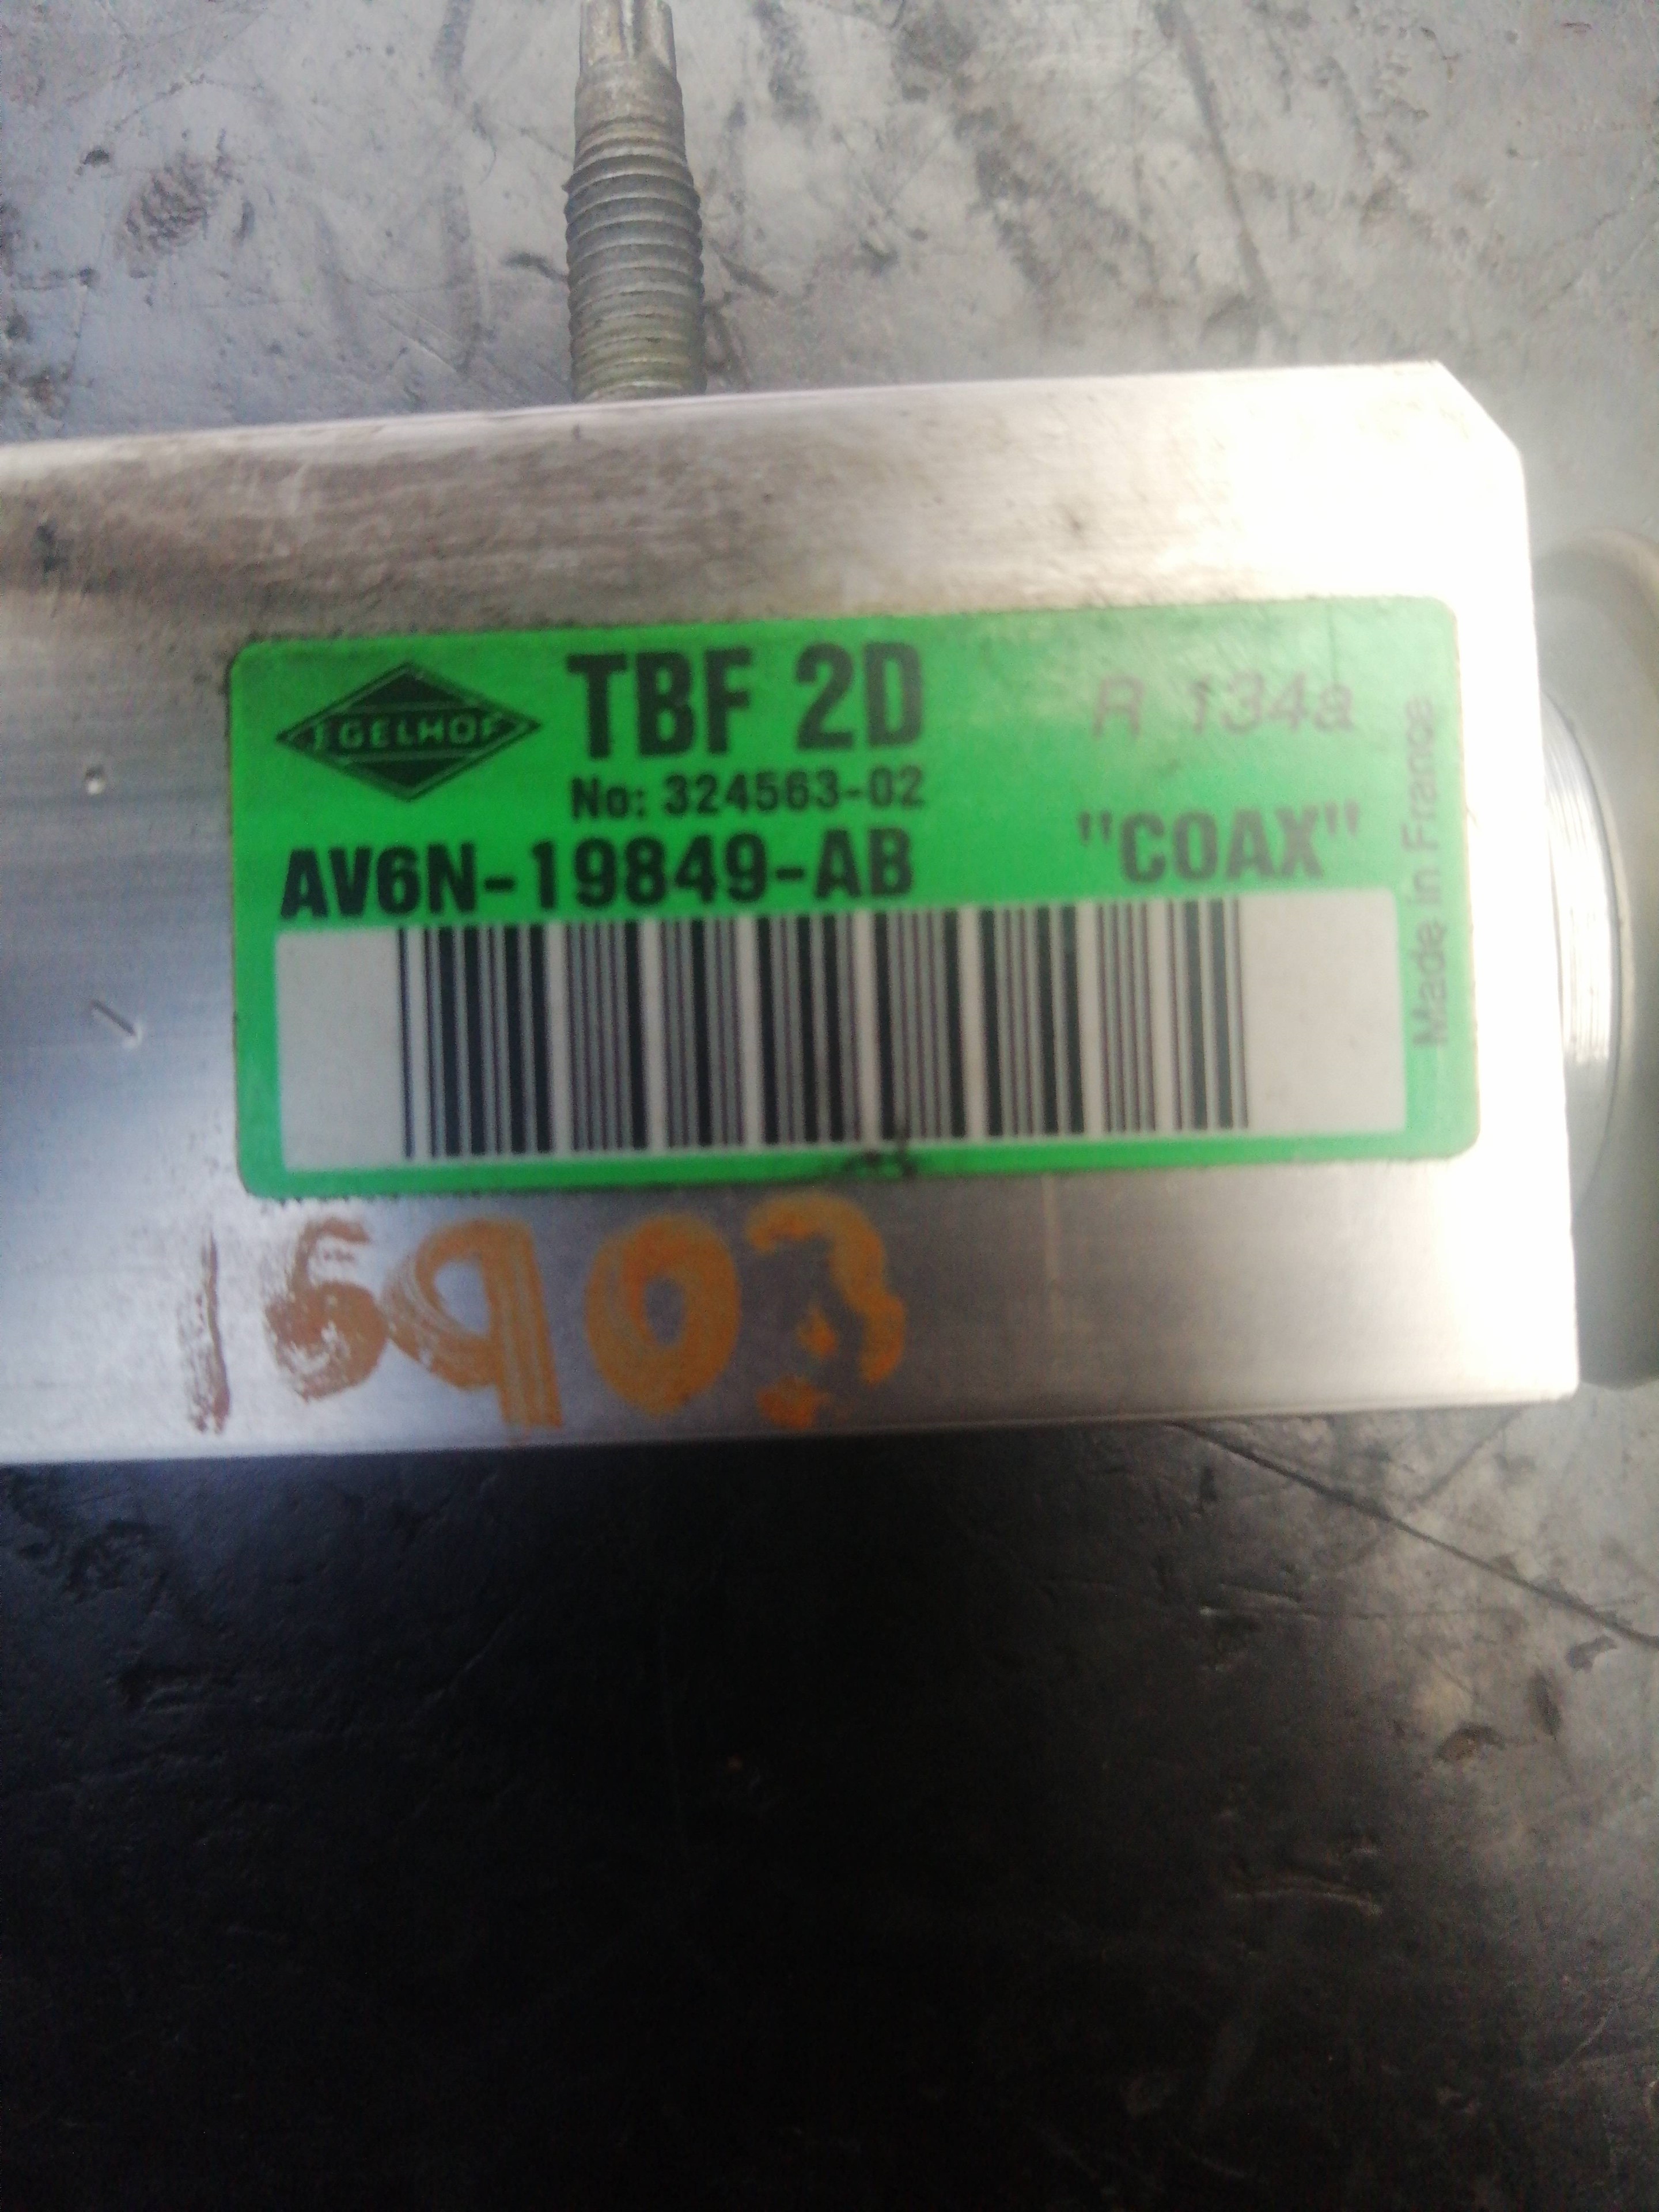 EGELHOF
TBF 2D
R 134a
No: 324563-02
AV6N-19849-AB
"COAX"
Made in France
15903